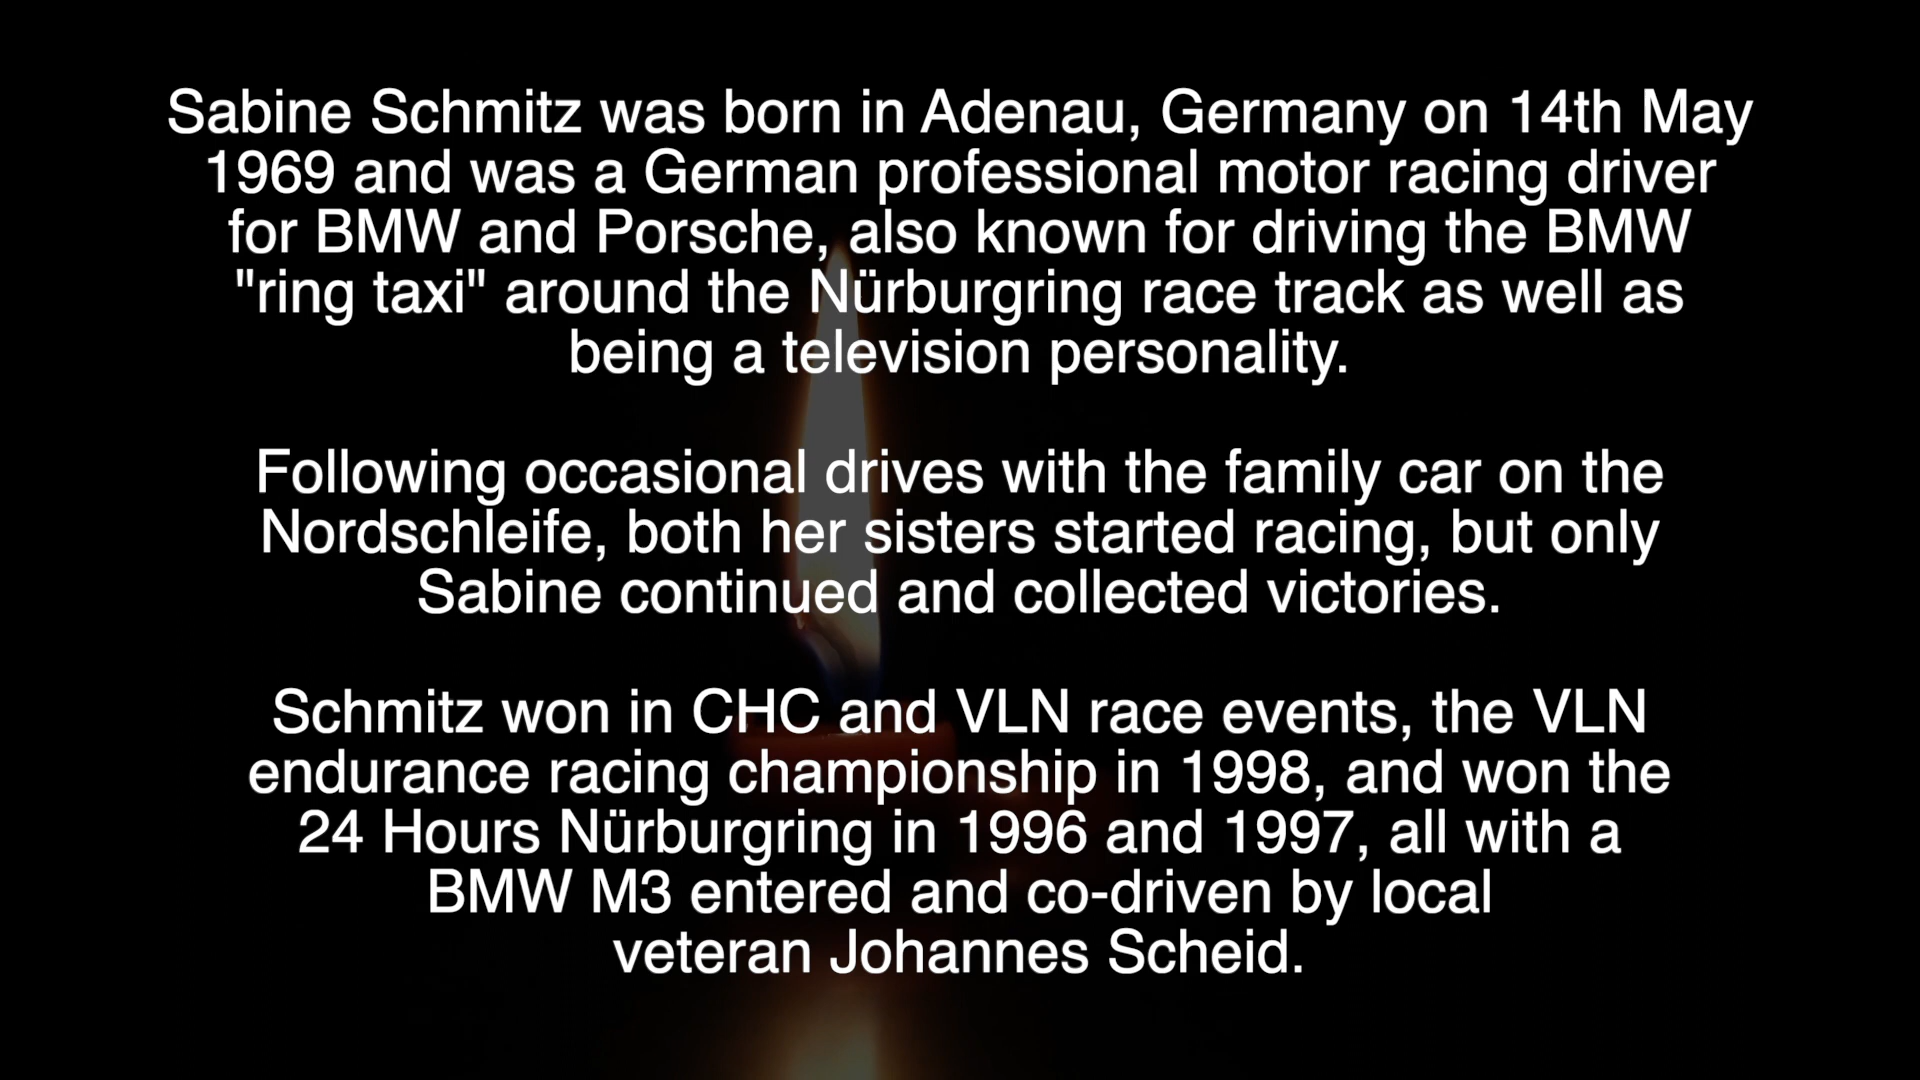 Sabine Schmitz was born in Adenau, Germany on 14th May
1969 and was a German professional motor racing driver
for BMW and Porsche, also known for driving the BMW
"ring taxi" around the Nürburgring race track as well as
being a television personality.
Following occasional drives with the family car on the
Nordschleife, both her sisters started racing, but only
Sabine continued and collected victories.
Schmitz won in CHC and VLN race events, the VLN
endurance racing championship in 1998, and won the
24 Hours Nürburgring in 1996 and 1997, all with a
BMW M3 entered and co-driven by local
veteran Johannes Scheid.